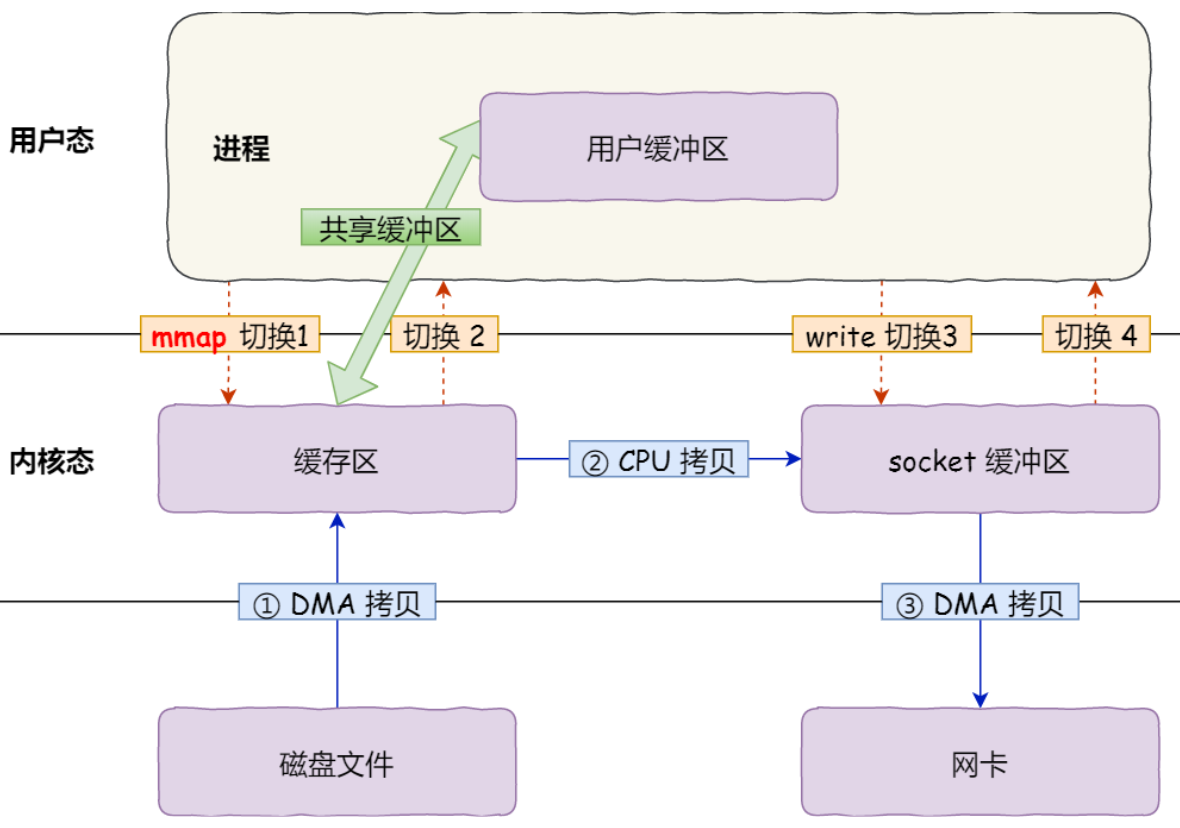 用户态
进程
用户缓冲区
共享缓冲区
mmap 切换1
切换 2
write 切换3
切换 4
内核态
缓存区
② CPU 拷贝
socket 缓冲区
① DMA 拷贝
③ DMA 拷贝
磁盘文件
网卡